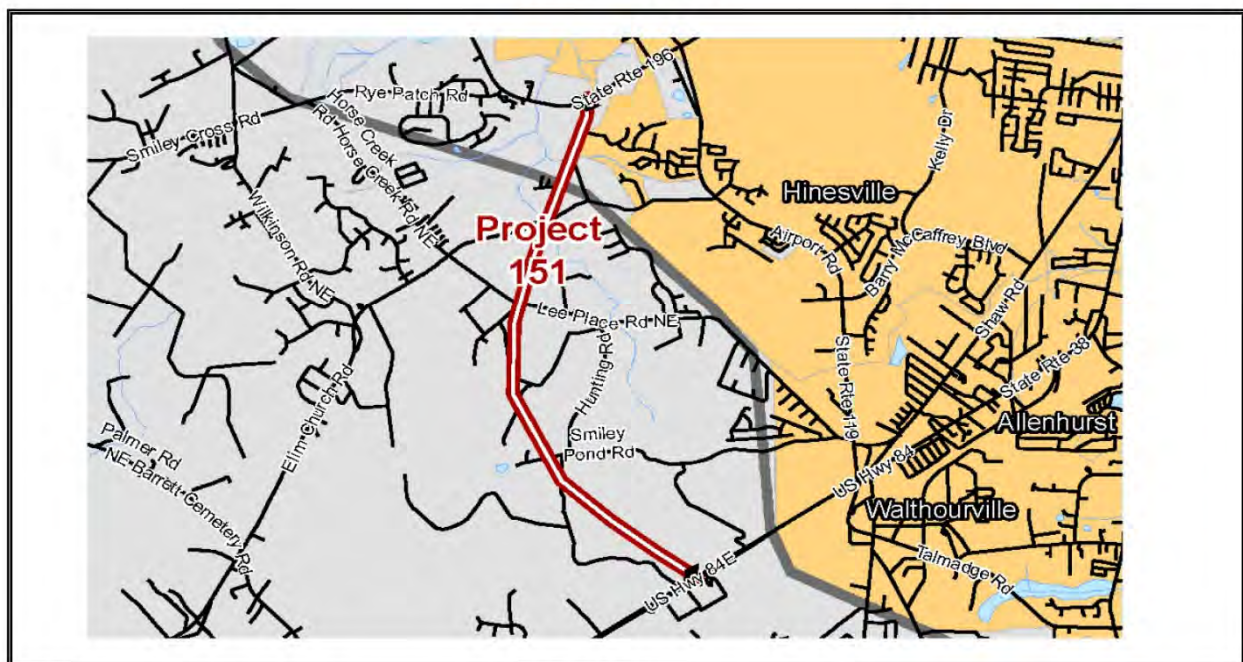 State Rte 196
Rye Patch Rd
Horse Creek
Rd Horse Creek Rd NE
Smiley Cross Rd
Kelly Dr
Hinesville
Wilkinson Rd NE
Project
151
Airport Rd
Barry McCaffrey Blvd
Shaw Rd
Lee Place Rd NE
State Rte 119
State Rte 38
Hunting Rd
Elim Church Rd
Allenhurst
Palmer Rd
NE Barrett Cemetery Rd
Smiley
Pond Rd
US Hwy 84
Walthourville
Talmadge Rd
US Hwy 84E